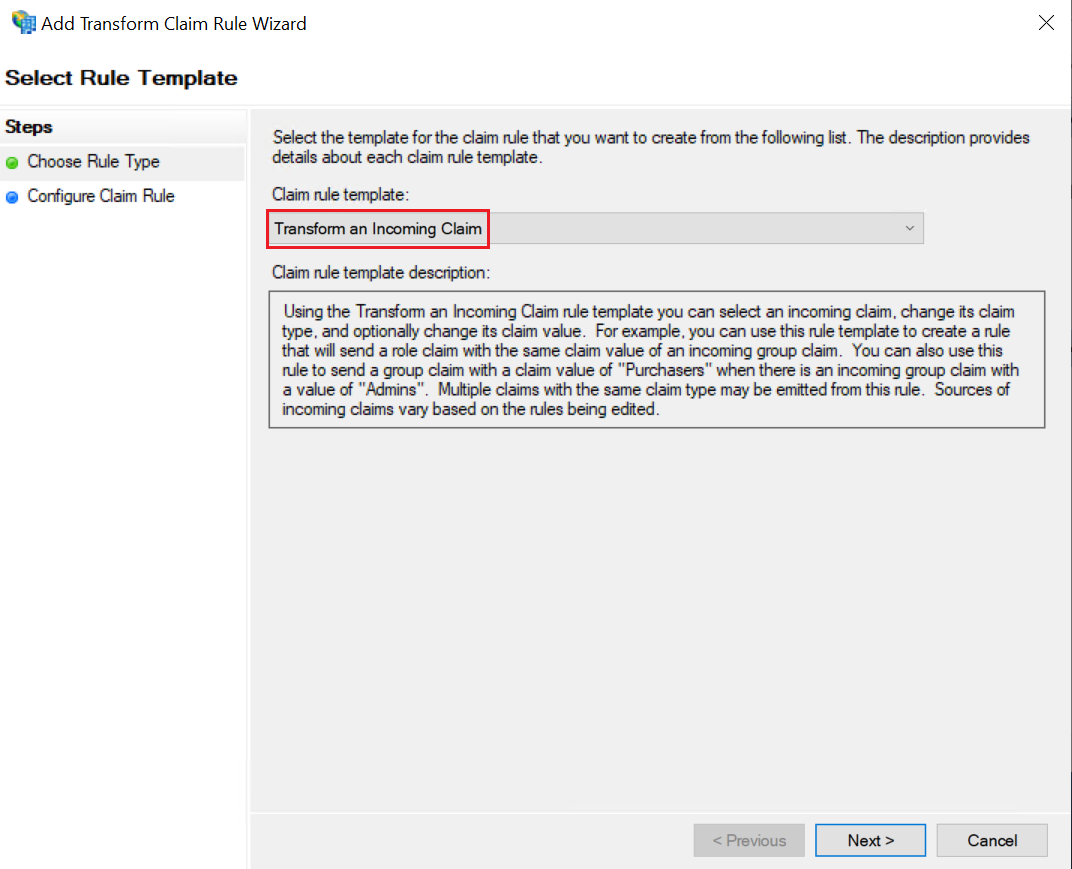 Add Transform Claim Rule Wizard
Select Rule Template
Steps
Choose Rule Type
Configure Claim Rule
Select the template for the claim rule that you want to create from the following list. The description provides
details about each claim rule template.
Claim rule template:
Transform an Incoming Claim
Claim rule template description:
Using the Transform an Incoming Claim rule template you can select an incoming claim, change its claim
type, and optionally change its claim value. For example, you can use this rule template to create a rule
that will send a role claim with the same claim value of an incoming group claim. You can also use this
rule to send a group claim with a claim value of "Purchasers" when there is an incoming group claim with
a value of "Admins". Multiple claims with the same claim type may be emitted from this rule. Sources of
incoming claims vary based on the rules being edited.
< Previous
Next >
Cancel